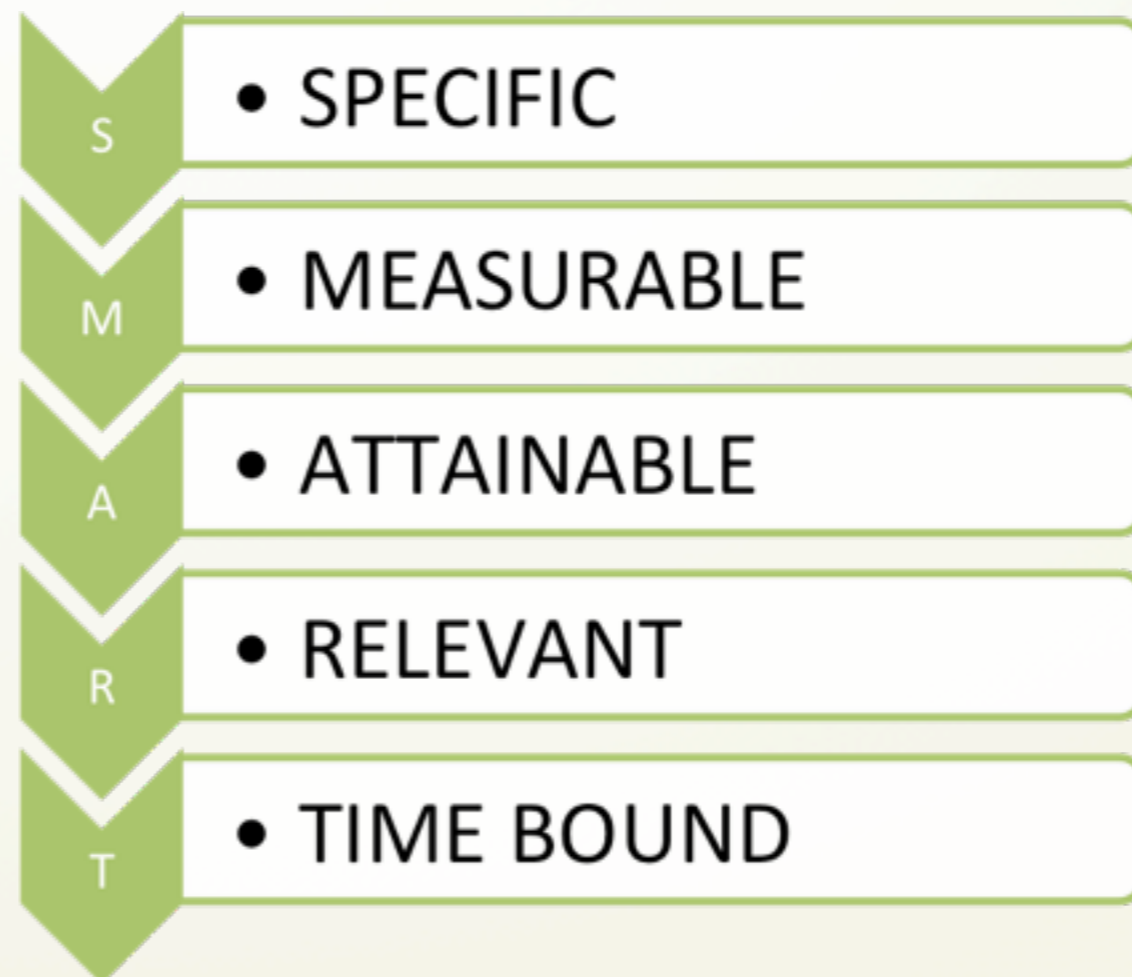 S
• SPECIFIC
M
• MEASURABLE
A
• ATTAINABLE
R
• RELEVANT
T
• TIME BOUND